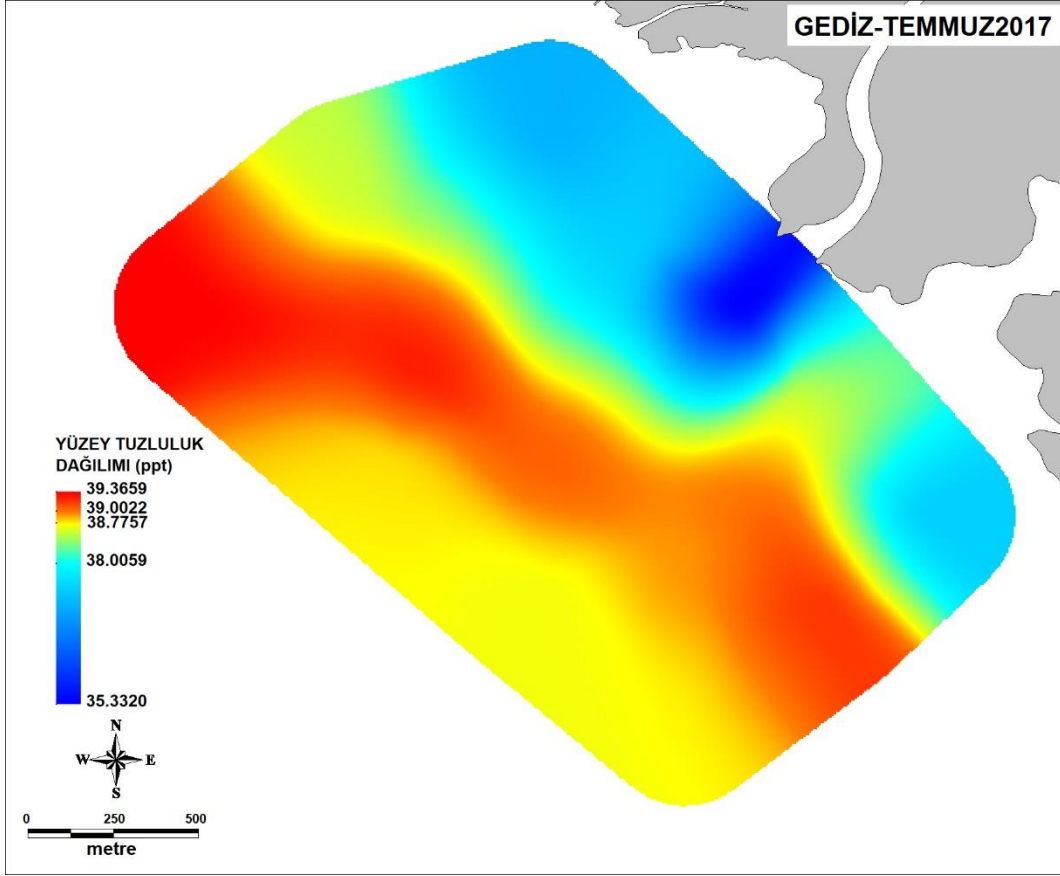 GEDİZ-TEMMUZ2017
YÜZEY TUZLULUK
DAĞILIMI (ppt)
39.3659
39.0022
38.7757
38.0059
35.3320
N
W E
S
0 250 500
metre